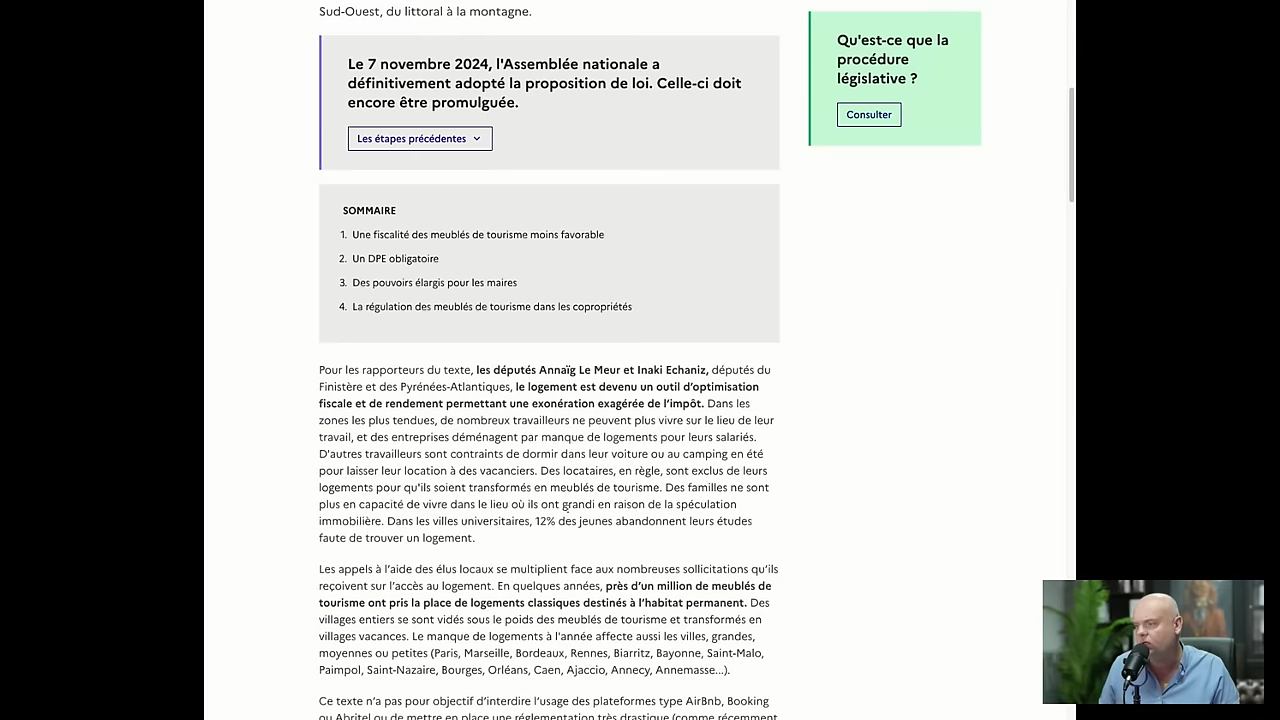 Sud-Ouest, du littoral à la montagne.
Le 7 novembre 2024, l'Assemblée nationale a
définitivement adopté la proposition de loi. Celle-ci doit
encore être promulguée.
Les étapes précédentes
Qu'est-ce que la
procédure
législative ?
Consulter
SOMMAIRE
1. Une fiscalité des meublés de tourisme moins favorable
2. Un DPE obligatoire
3. Des pouvoirs élargis pour les maires
4. La régulation des meublés de tourisme dans les copropriétés
Pour les rapporteurs du texte, les députés Annaïg Le Meur et Inaki Echaniz, députés du
Finistère et des Pyrénées-Atlantiques, le logement est devenu un outil d’optimisation
fiscale et de rendement permettant une exonération exagérée de l’impôt. Dans les
zones les plus tendues, de nombreux travailleurs ne peuvent plus vivre sur le lieu de leur
travail, et des entreprises déménagent par manque de logements pour leurs salariés.
D'autres travailleurs sont contraints de dormir dans leur voiture ou au camping en été
pour laisser leur location à des vacanciers. Des locataires, en règle, sont exclus de leurs
logements pour qu'ils soient transformés en meublés de tourisme. Des familles ne sont
plus en capacité de vivre dans le lieu où ils ont grandi en raison de la spéculation
immobilière. Dans les villes universitaires, 12% des jeunes abandonnent leurs études
faute de trouver un logement.
Les appels à l’aide des élus locaux se multiplient face aux nombreuses sollicitations qu’ils
reçoivent sur l’accès au logement. En quelques années, près d’un million de meublés de
tourisme ont pris la place de logements classiques destinés à l’habitat permanent. Des
villages entiers se sont vidés sous le poids des meublés de tourisme et transformés en
villages vacances. Le manque de logements à l'année affecte aussi les villes, grandes,
moyennes ou petites (Paris, Marseille, Bordeaux, Rennes, Biarritz, Bayonne, Saint-Malo,
Paimpol, Saint-Nazaire, Bourges, Orléans, Caen, Ajaccio, Annecy, Annemasse...).
Ce texte n’a pas pour objectif d’interdire l’usage des plateformes type AirBnb, Booking
ou Abritel ou de mettre en place une réglementation très drastique (comme récemment